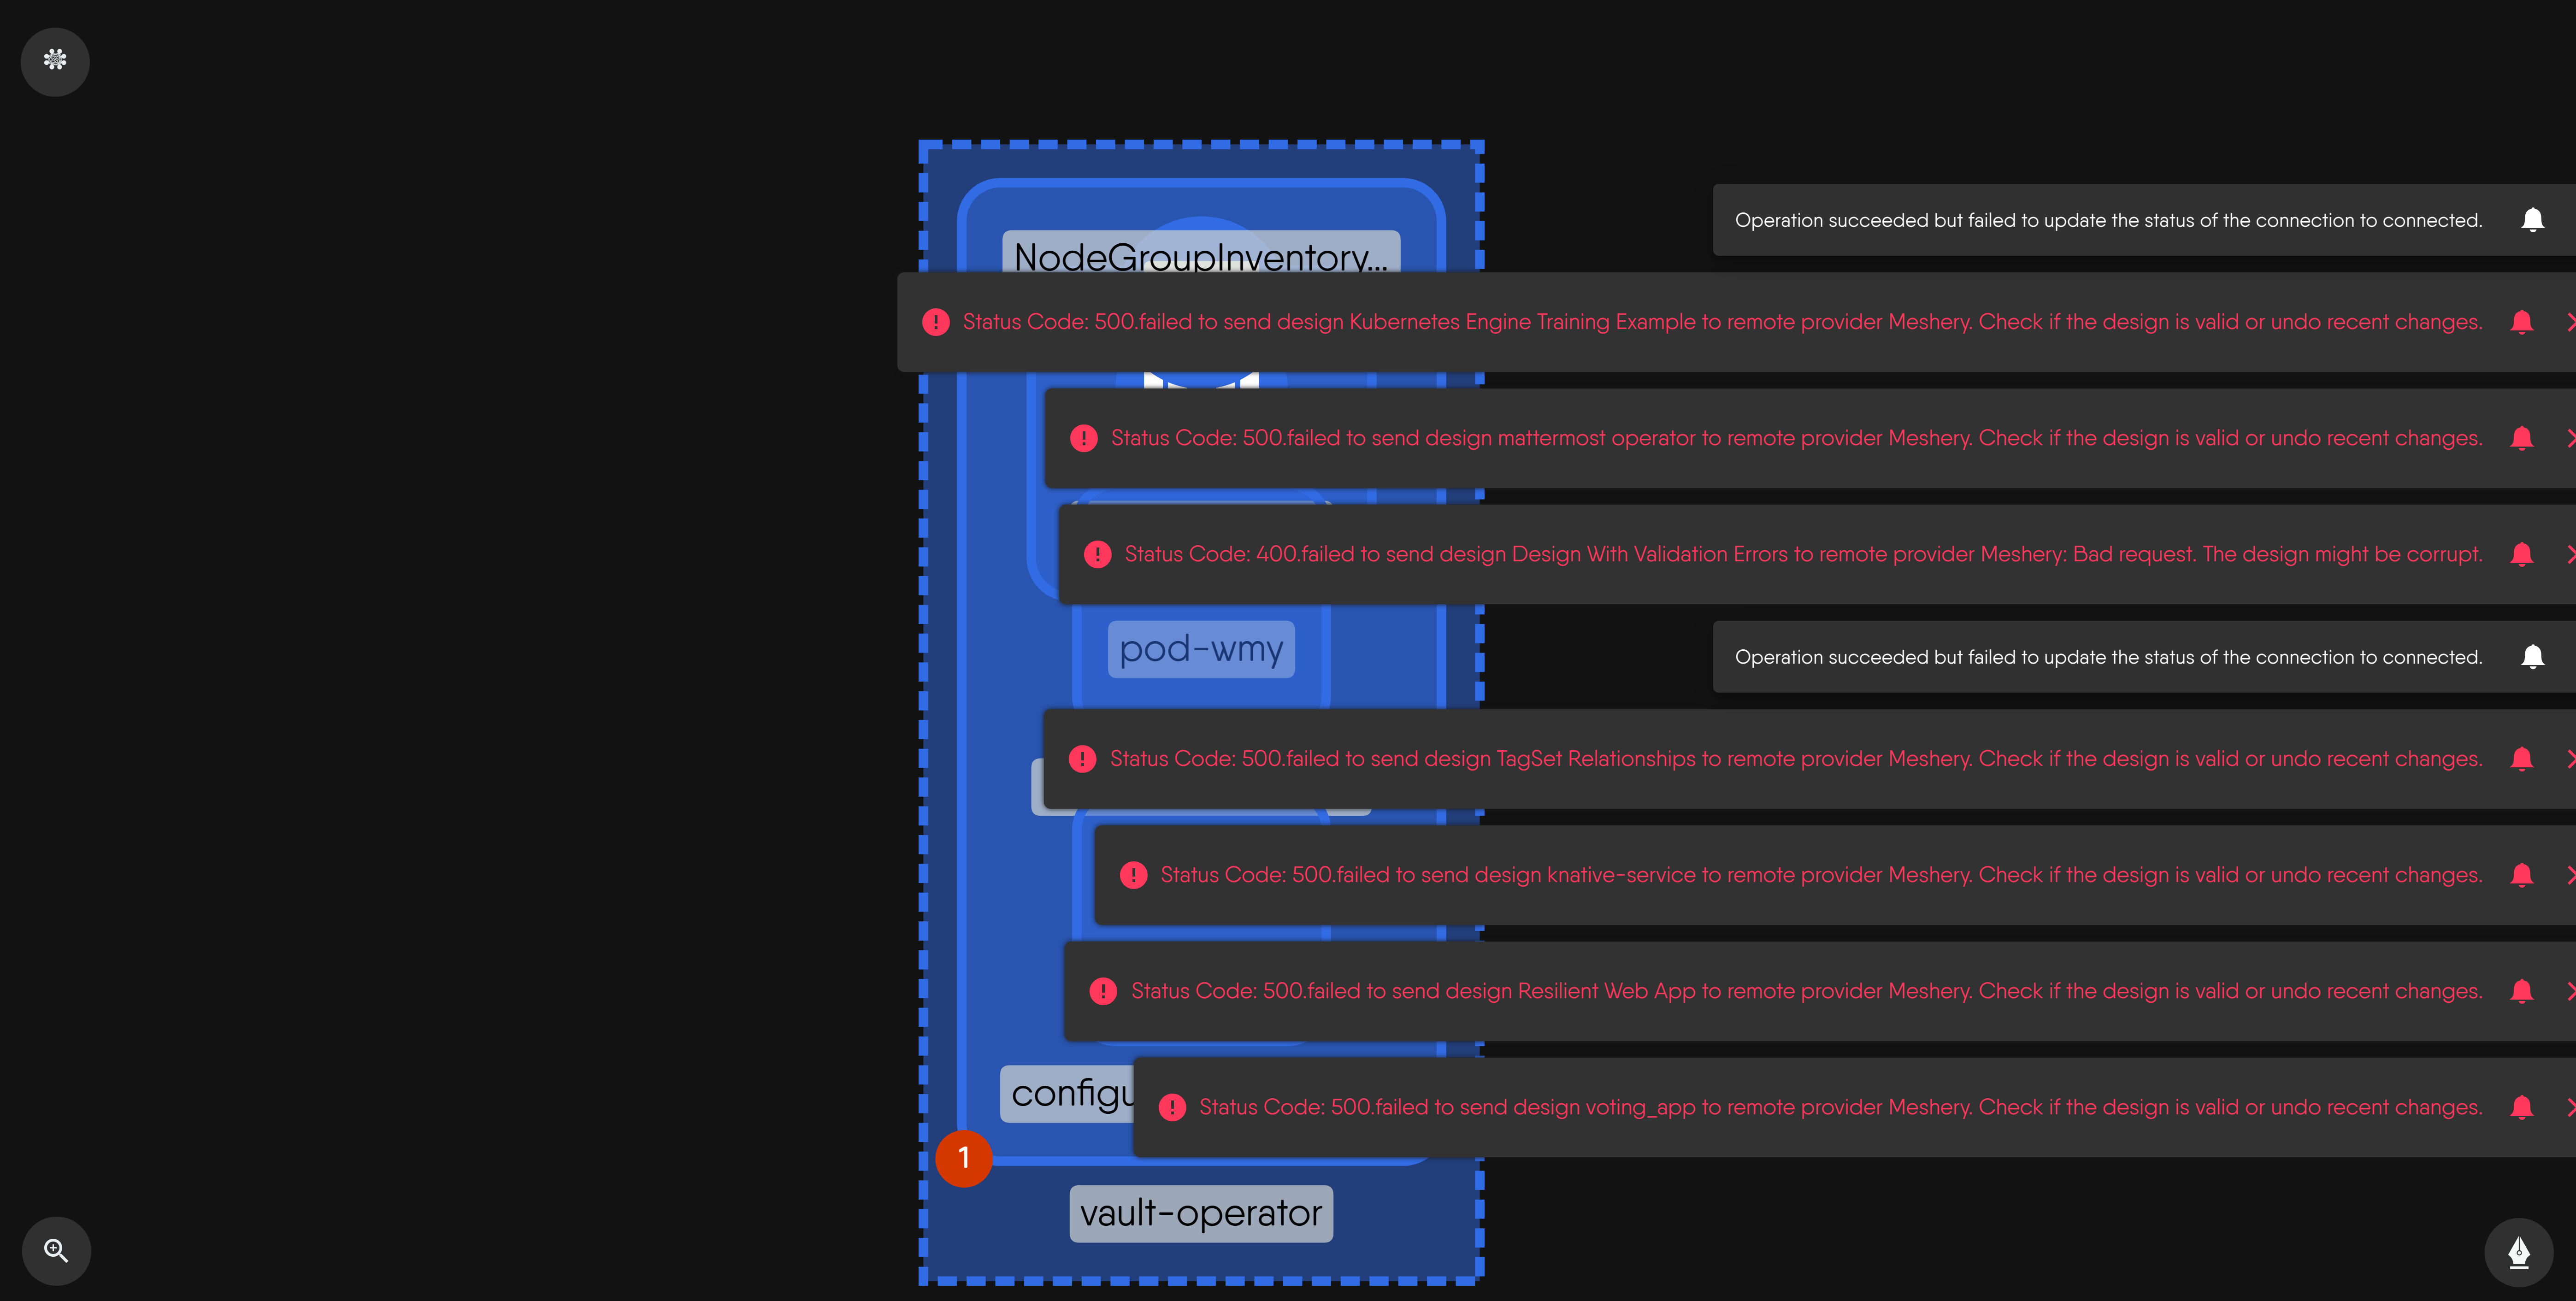 NodeGroupInventory...
Operation succeeded but failed to update the status of the connection to connected.
Status Code: 500.failed to send design Kubernetes Engine Training Example to remote provider Meshery. Check if the design is valid or undo recent changes.
Status Code: 500.failed to send design mattermost operator to remote provider Meshery. Check if the design is valid or undo recent changes.
Status Code: 400.failed to send design Design With Validation Errors to remote provider Meshery: Bad request. The design might be corrupt.
pod-wmy
Operation succeeded but failed to update the status of the connection to connected.
Status Code: 500.failed to send design TagSet Relationships to remote provider Meshery. Check if the design is valid or undo recent changes.
Status Code: 500.failed to send design knative-service to remote provider Meshery. Check if the design is valid or undo recent changes.
Status Code: 500.failed to send design Resilient Web App to remote provider Meshery. Check if the design is valid or undo recent changes.
configu
Status Code: 500.failed to send design voting_app to remote provider Meshery. Check if the design is valid or undo recent changes.
1
vault-operator